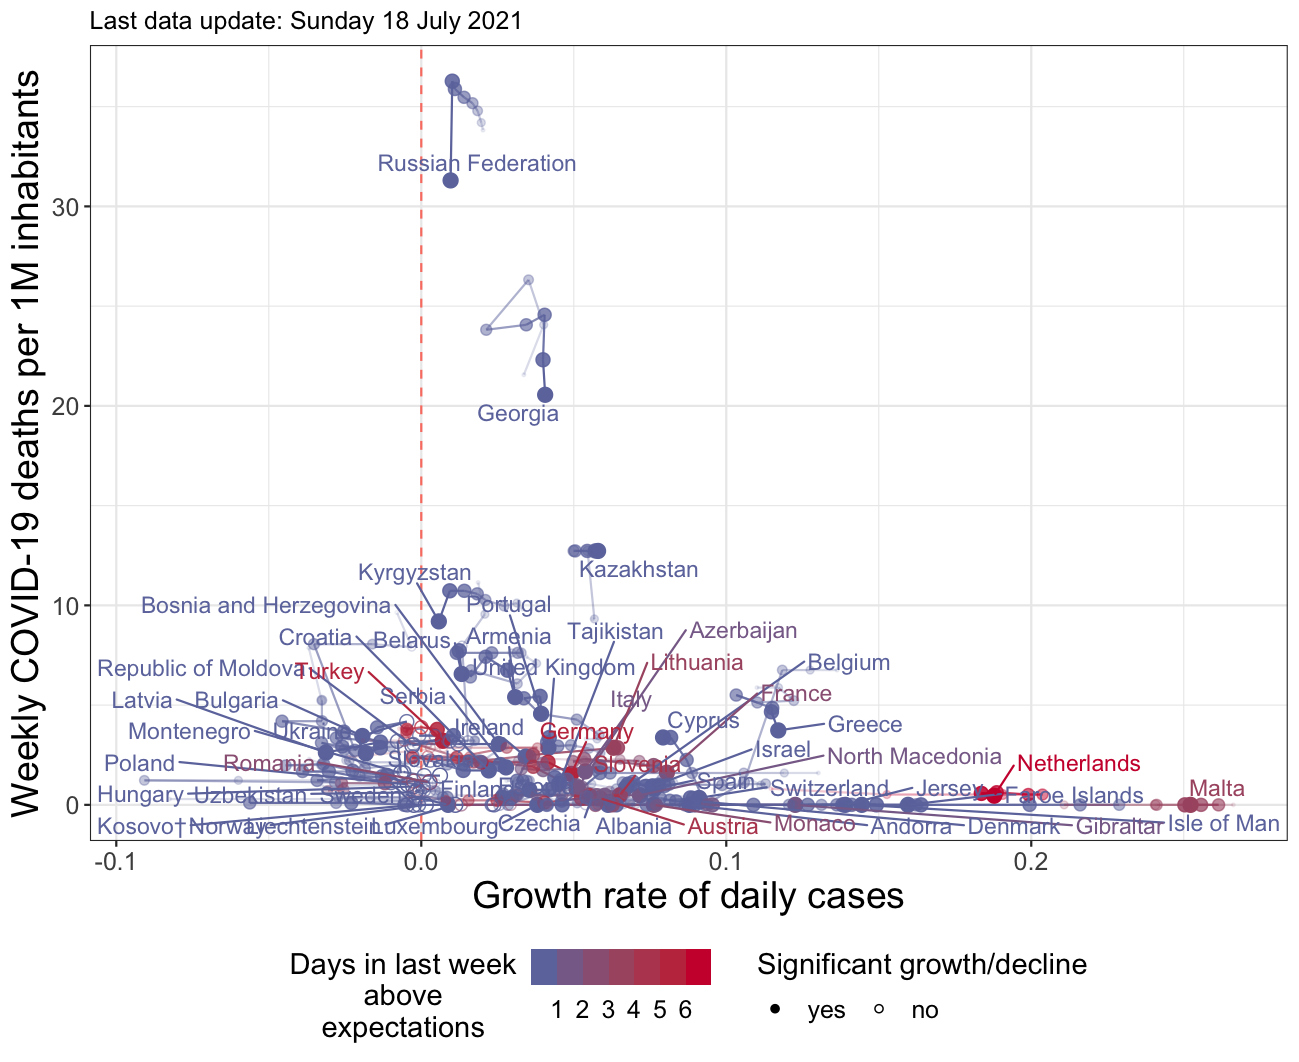 Last data update: Sunday 18 July 2021
Weekly COVID-19 deaths per 1M inhabitants
30
20
10
0
Russian Federation
Georgia
Kazakhstan
Kyrgyzstan
Bosnia and Herzegovina
Portugal
Croatia
Belarus
Armenia
Tajikistan
Azerbaijan
Republic of Moldova
Turkey
United Kingdom
Lithuania
Belgium
Latvia
Bulgaria
Serbia
Italy
France
Montenegro
Ukraine
Ireland
Germany
Cyprus
Greece
Poland
Romania
Slovenia
Israel
North Macedonia
Netherlands
Hungary
Uzbekistan
Sweden
Finland
Spain
Switzerland
Jersey
Faroe Islands
Malta
Kosovo†
Norway
Liechtenstein
Luxembourg
Czechia
Albania
Austria
Monaco
Andorra
Denmark
Gibraltar
Isle of Man
-0.1
0.0
0.1
0.2
Growth rate of daily cases
Days in last week
above
expectations
1 2 3 4 5 6
Significant growth/decline
yes
no